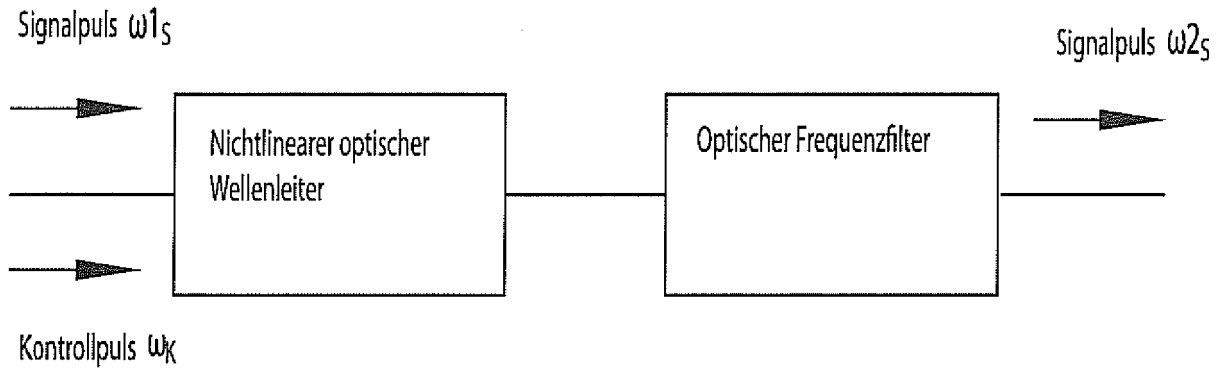 Signalpuls ω1S
Signalpuls ω2S
Nichtlinearer optischer
Wellenleiter
Optischer Frequenzfilter
Kontrollpuls ωK